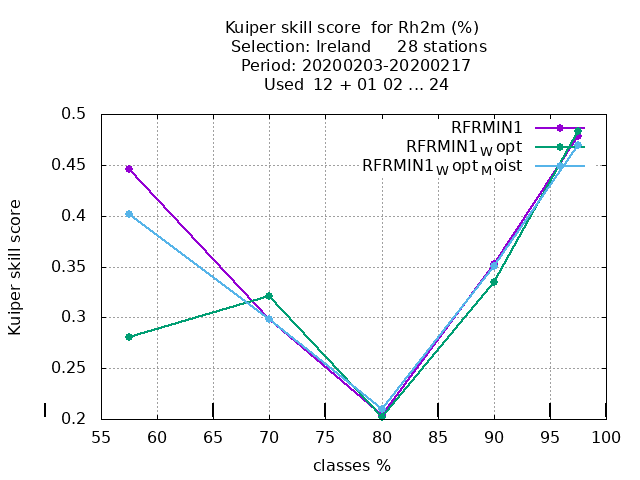 Kuiper skill score  for Rh2m (%)
Selection: Ireland     28 stations
Period: 20200203-20200217
Used  12 + 01 02 ... 24
RFRMIN1
RFRMIN1Wopt
RFRMIN1WoptMoist
0.5
0.45
0.4
0.35
0.3
0.25
0.2
Kuiper skill score
55 60 65 70 75 80 85 90 95 100
classes %